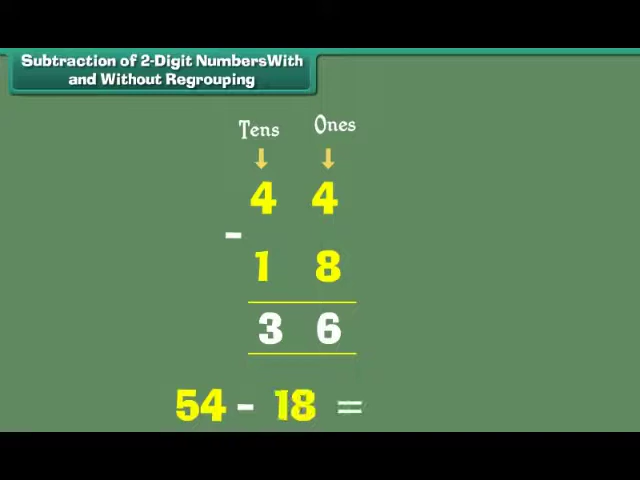 Subtraction of 2-Digit NumbersWith
and Without Regrouping
Tens Ones
4 4
-
1 8
3 6
54 - 18 =